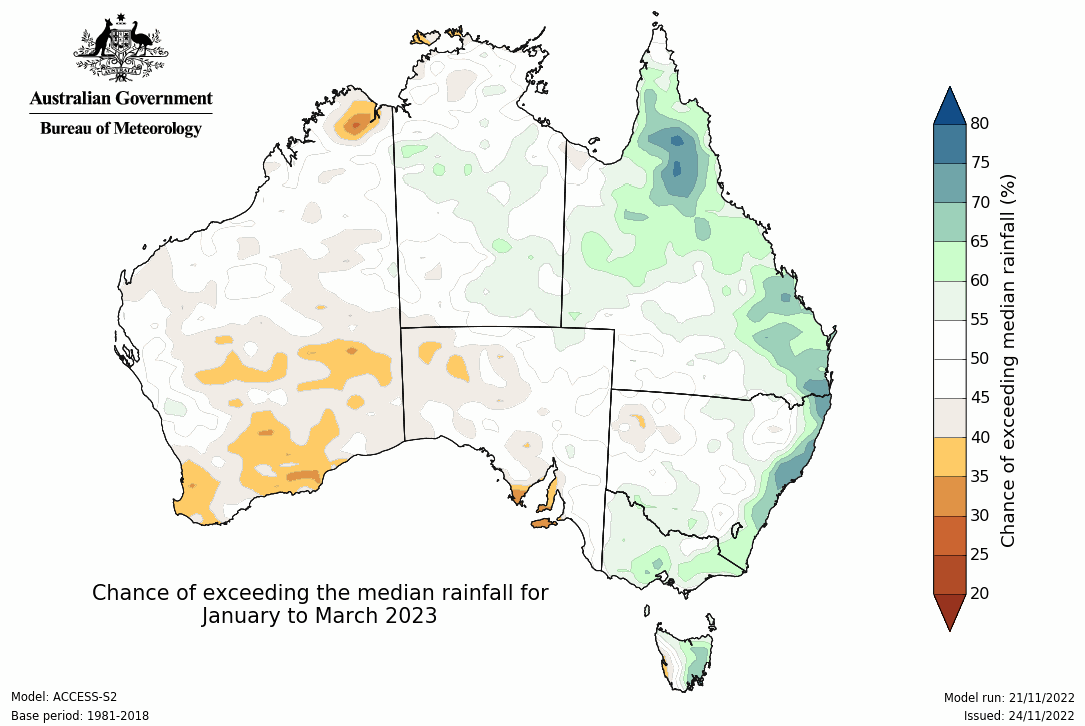 AUSTRALIA
Australian Government
Bureau of Meteorology
80
75
70
65
60
55
50
45
40
35
30
25
20
Chance of exceeding median rainfall (%)
Chance of exceeding the median rainfall for
January to March 2023
Model: ACCESS-S2
Base period: 1981-2018
Model run: 21/11/2022
Issued: 24/11/2022